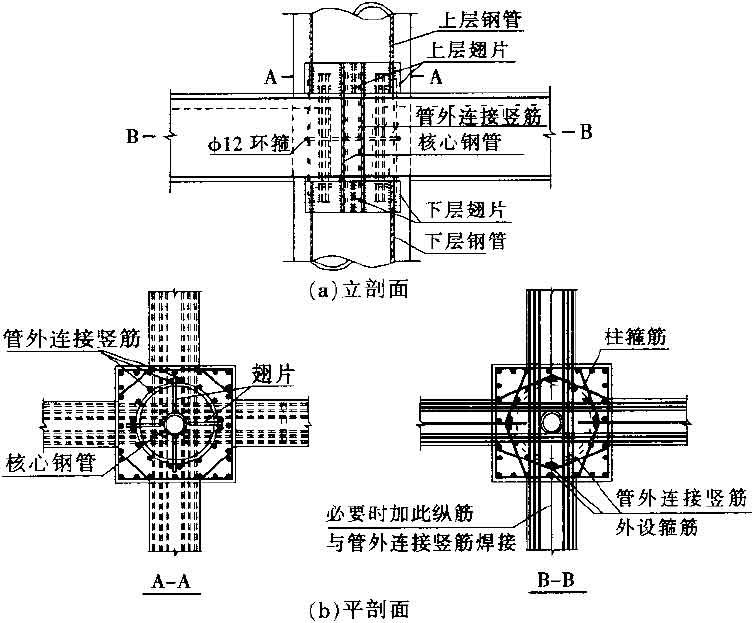 上层钢管
上层翅片
A
A
B
管外连接竖筋
B
ϕ12环箍
核心钢管
下层翅片
下层钢管
(a)立剖面
管外连接竖筋
翅片
核心钢管
A-A
柱箍筋
管外连接竖筋
外设箍筋
必要时加此纵筋
与管外连接竖筋焊接
B-B
(b)平剖面